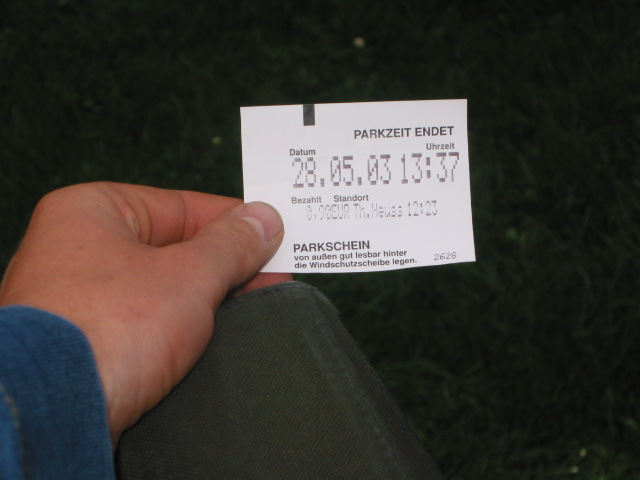 PARKZEIT ENDET
Datum Uhrzeit
28.05.03 13:37
Bezahlt Standort
0,90EUR Th.Heuss 12:23
PARKSCHEIN
von außen gut lesbar hinter
die Windschutzscheibe legen. 2628